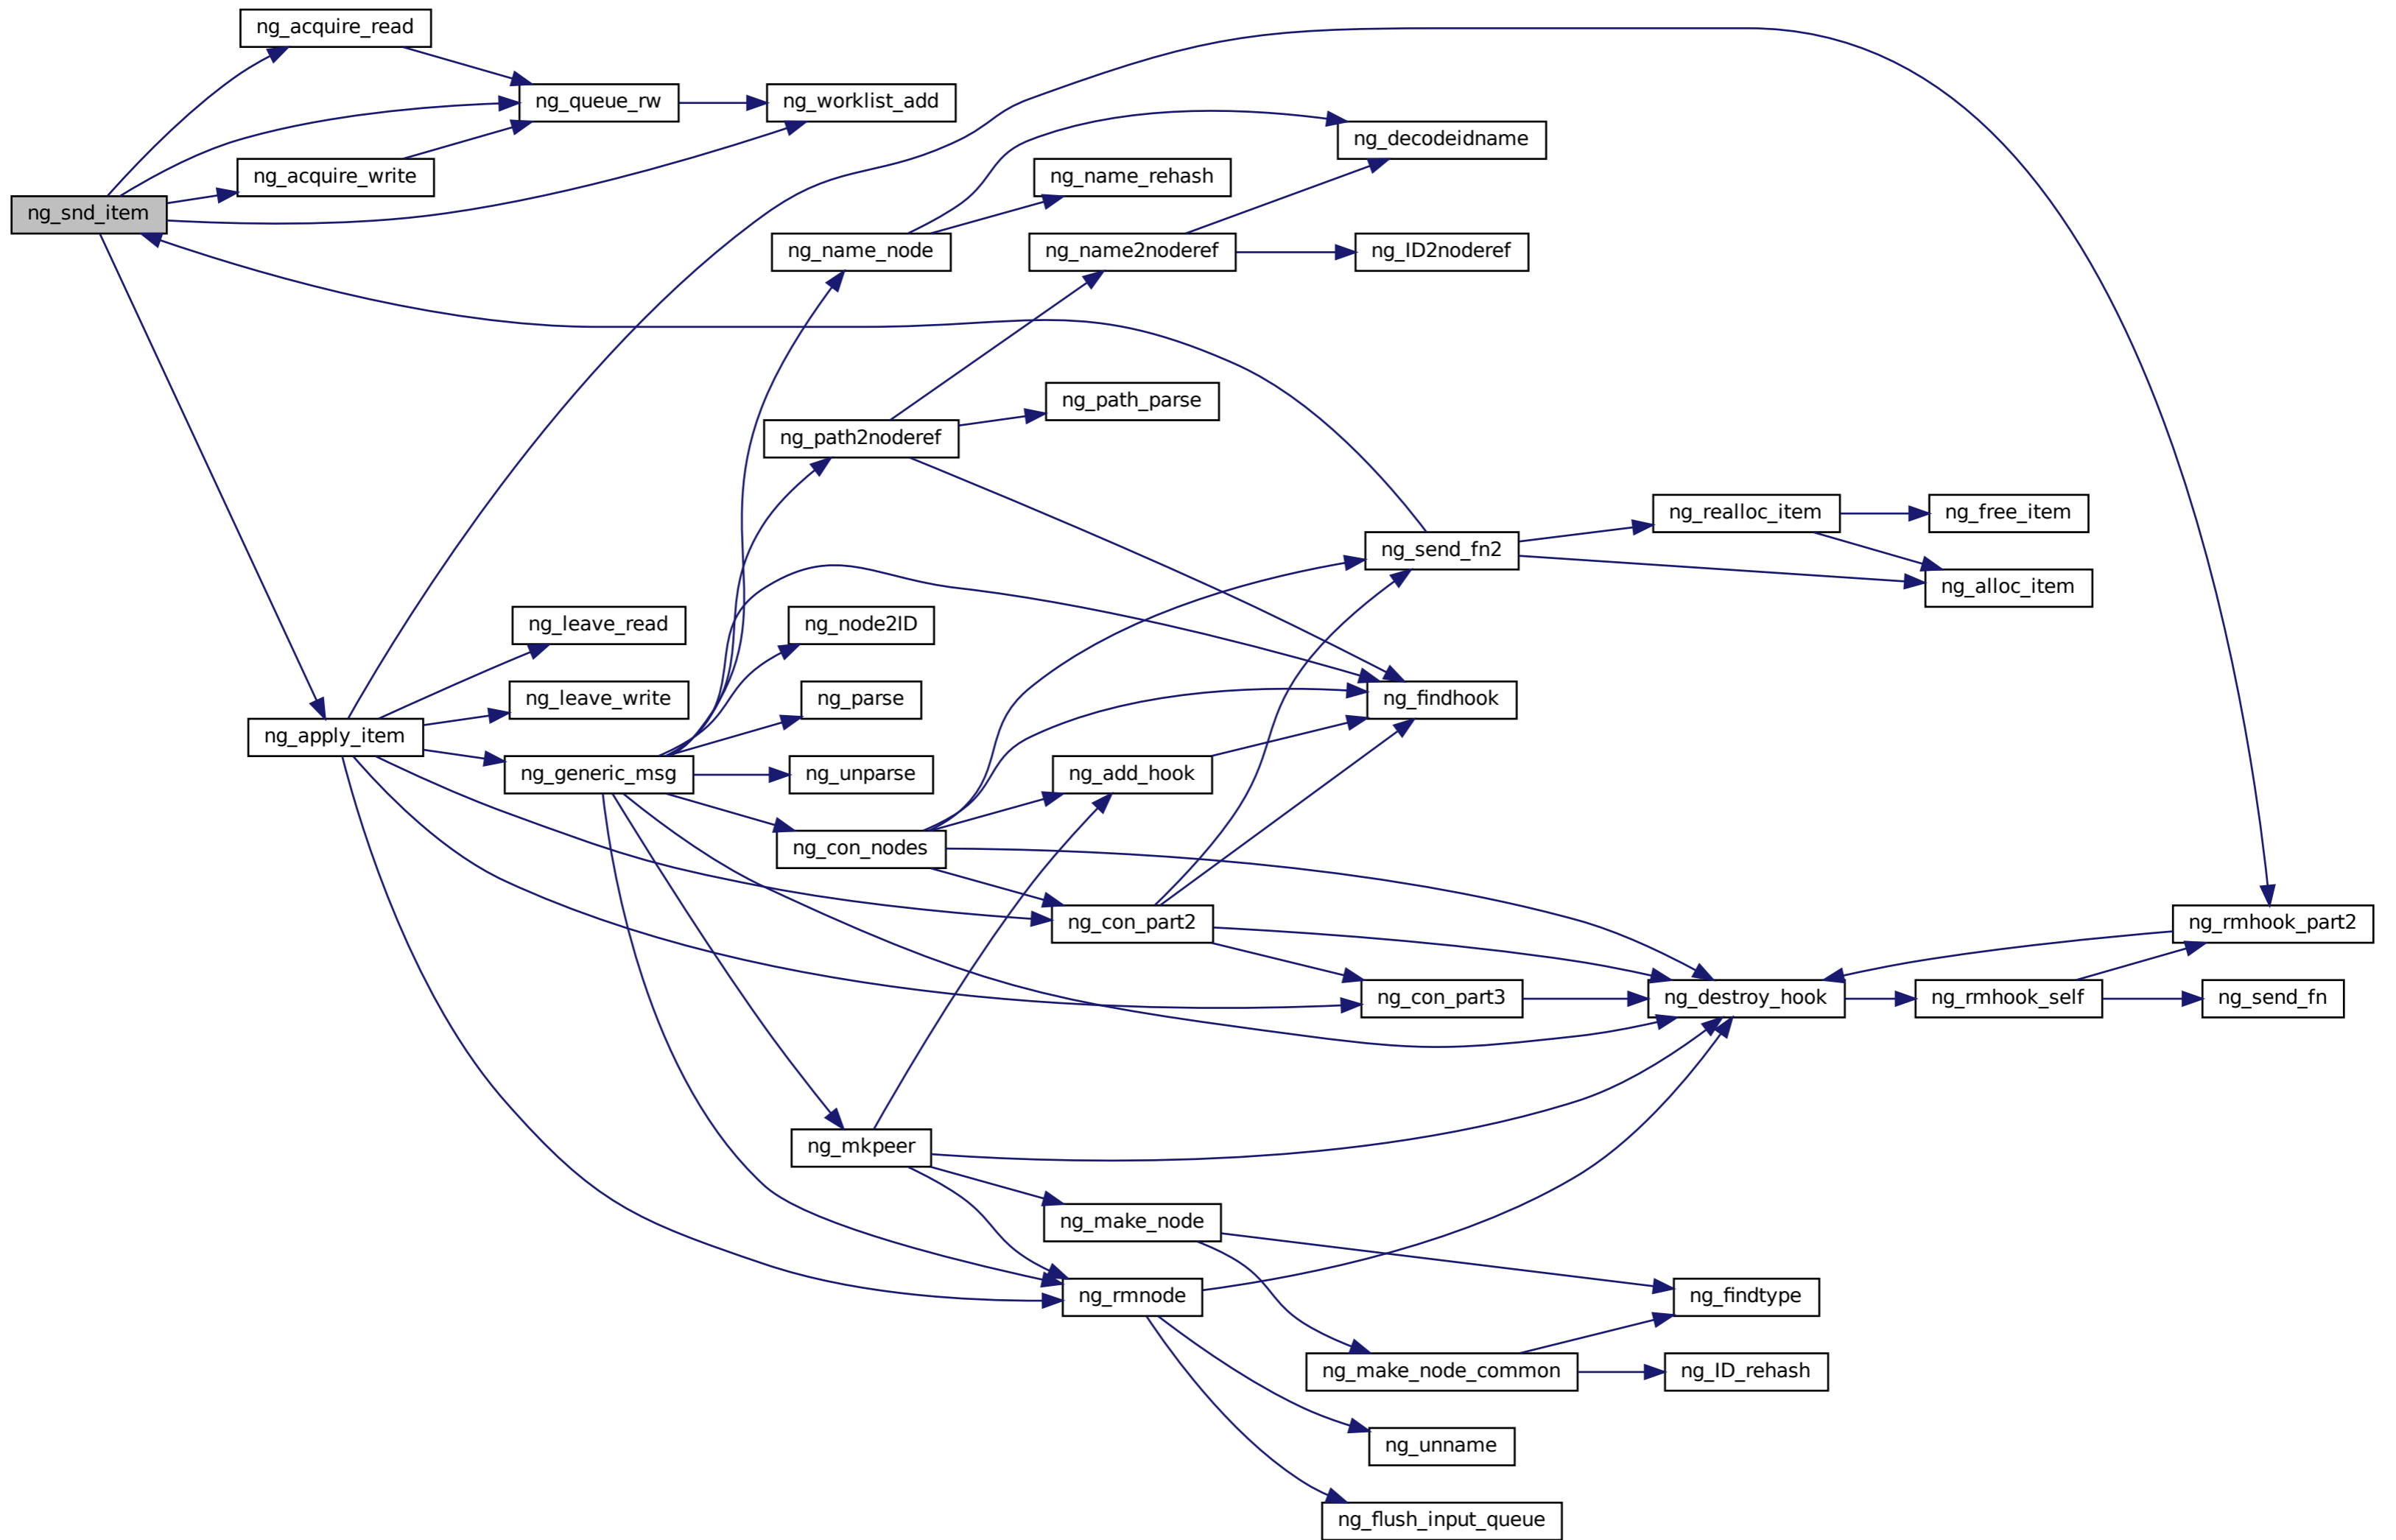 ng_acquire_read
ng_queue_rw
ng_worklist_add
ng_decodeidname
ng_acquire_write
ng_name_rehash
ng_snd_item
ng_name_node
ng_name2noderef
ng_ID2noderef
ng_path_parse
ng_path2noderef
ng_realloc_item
ng_free_item
ng_send_fn2
ng_alloc_item
ng_leave_read
ng_node2ID
ng_leave_write
ng_parse
ng_findhook
ng_apply_item
ng_generic_msg
ng_unparse
ng_add_hook
ng_con_nodes
ng_con_part2
ng_rmhook_part2
ng_con_part3
ng_destroy_hook
ng_rmhook_self
ng_send_fn
ng_mkpeer
ng_make_node
ng_rmnode
ng_findtype
ng_make_node_common
ng_ID_rehash
ng_unname
ng_flush_input_queue